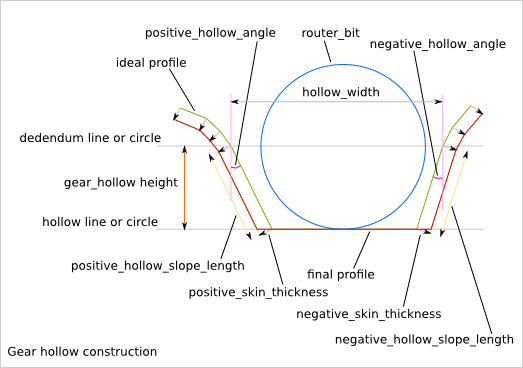 positive_hollow_angle
router_bit
negative_hollow_angle
ideal profile
hollow_width
dedendum line or circle
gear_hollow height
hollow line or circle
positive_hollow_slope_length
final profile
positive_skin_thickness
negative_skin_thickness
negative_hollow_slope_length
Gear hollow construction